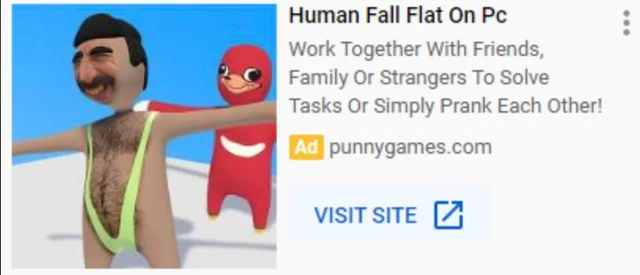 Human Fall Flat On Pc
Work Together With Friends,
Family Or Strangers To Solve
Tasks Or Simply Prank Each Other!
Ad punnygames.com
VISIT SITE